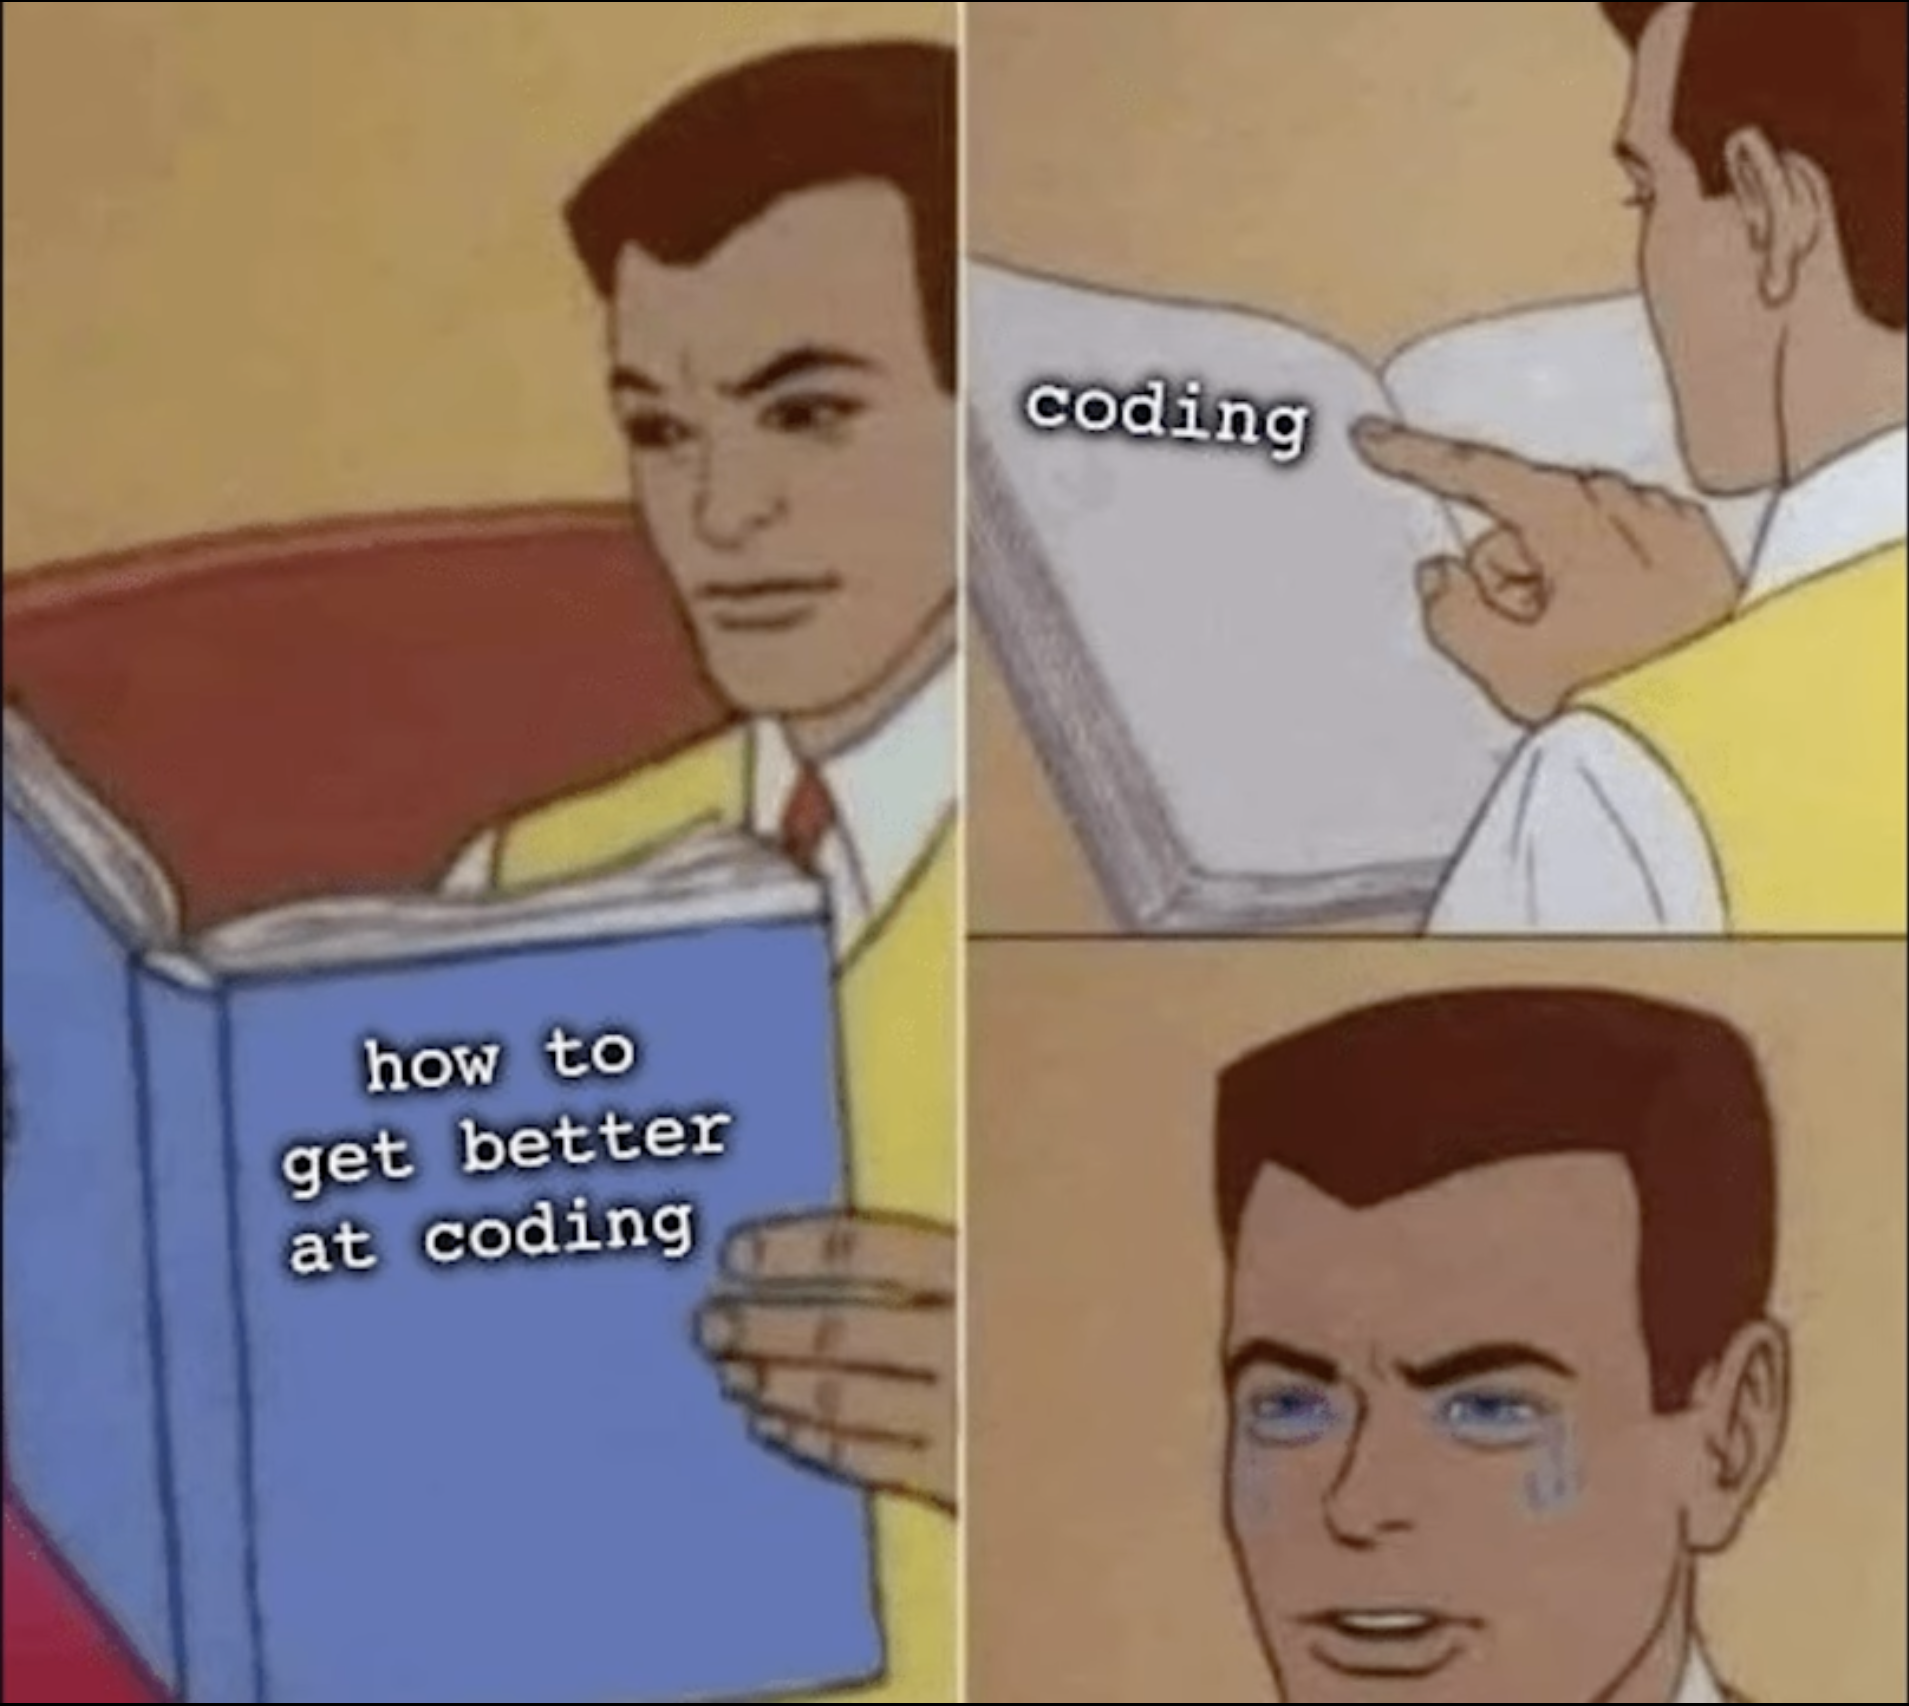 how to
get better
at coding
coding